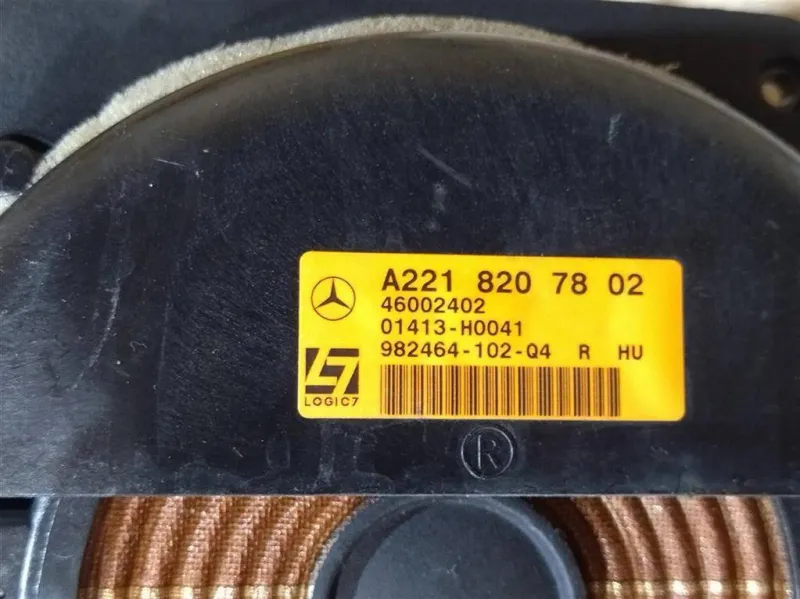 A221 820 78 02
46002402
01413-H0041
982464-102-Q4 R HU
LOGIC7
R